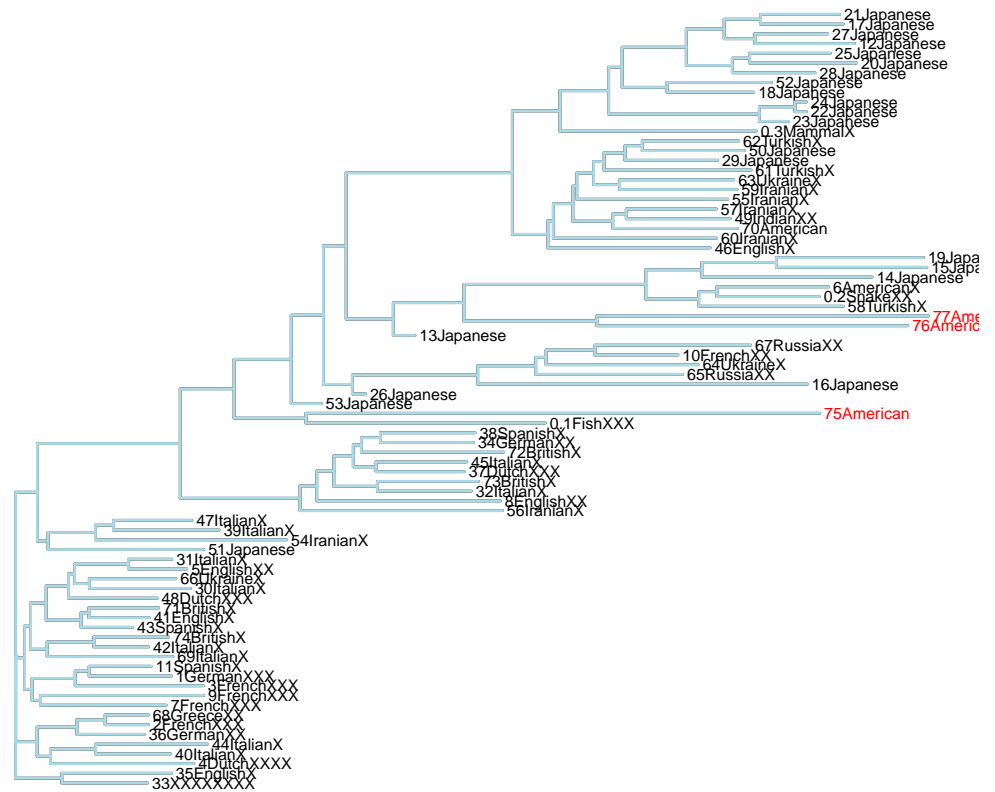 21Japanese
17Japanese
27Japanese
12Japanese
25Japanese
20Japanese
28Japanese
52Japanese
18Japanese
24Japanese
22Japanese
23Japanese
0.3MammalX
62TurkishX
50Japanese
29Japanese
61TurkishX
63UkraineX
59IranianX
55IranianX
57IranianX
49IndianXX
70American
60IranianX
46EnglishX
19Japa
15Japa
14Japanese
6AmericanX
0.2SnakeXX
58TurkishX
77Ame
76Americ
13Japanese
67RussiaXX
10FrenchXX
64UkraineX
65RussiaXX
16Japanese
26Japanese
53Japanese
75American
0.1FishXXX
38SpanishX
34GermanXX
72BritishX
45ItalianX
37DutchXXX
73BritishX
32ItalianX
8EnglishXX
56IranianX
47ItalianX
39ItalianX
54IranianX
51Japanese
31ItalianX
5EnglishXX
66UkraineX
30ItalianX
48DutchXXX
71BritishX
41EnglishX
43SpanishX
74BritishX
42ItalianX
69ItalianX
11SpanishX
1GermanXXX
3FrenchXXX
9FrenchXXX
7FrenchXXX
68GreeceXX
2FrenchXXX
36GermanXX
44ItalianX
40ItalianX
4DutchXXXX
35EnglishX
33XXXXXXXX